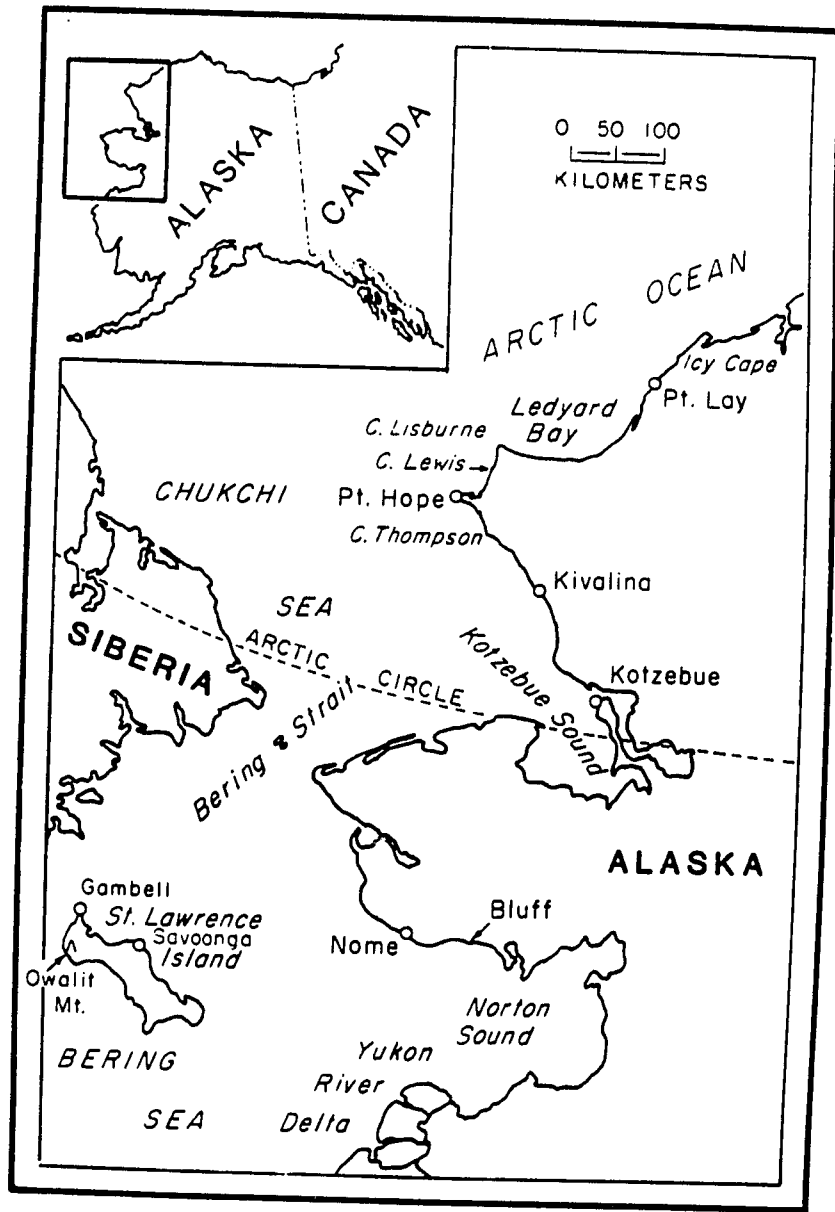 ALASKA
CANADA
0 50 100
KILOMETERS
ARCTIC OCEAN
Icy Cape
Pt. Lay
Ledyard
Bay
C. Lisburne
C. Lewis
Pt. Hope
C. Thompson
CHUKCHI
SEA
Kivalina
SIBERIA
ARCTIC CIRCLE
Kotzebue
Kotzebue Sound
Bering Strait
ALASKA
Gambell
St. Lawrence
Savoonga
Island
Owalit
Mt.
Bluff
Nome
Norton
Sound
BERING
SEA
Yukon
River
Delta